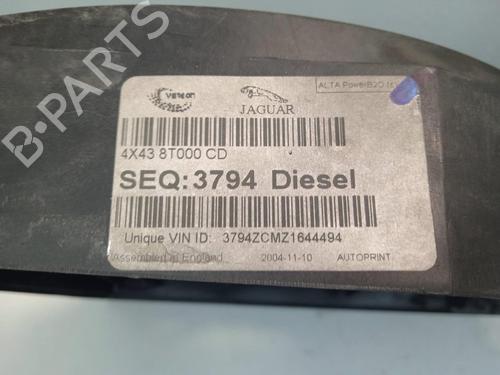 B-PARTS
Visteon
JAGUAR
ALTA PowerB2D
4X43 8T000 CD
SEQ: 3794 Diesel
Unique VIN ID: 3794ZCMZ1644494
Assembled in England 2004-11-10 AUTOPRINT